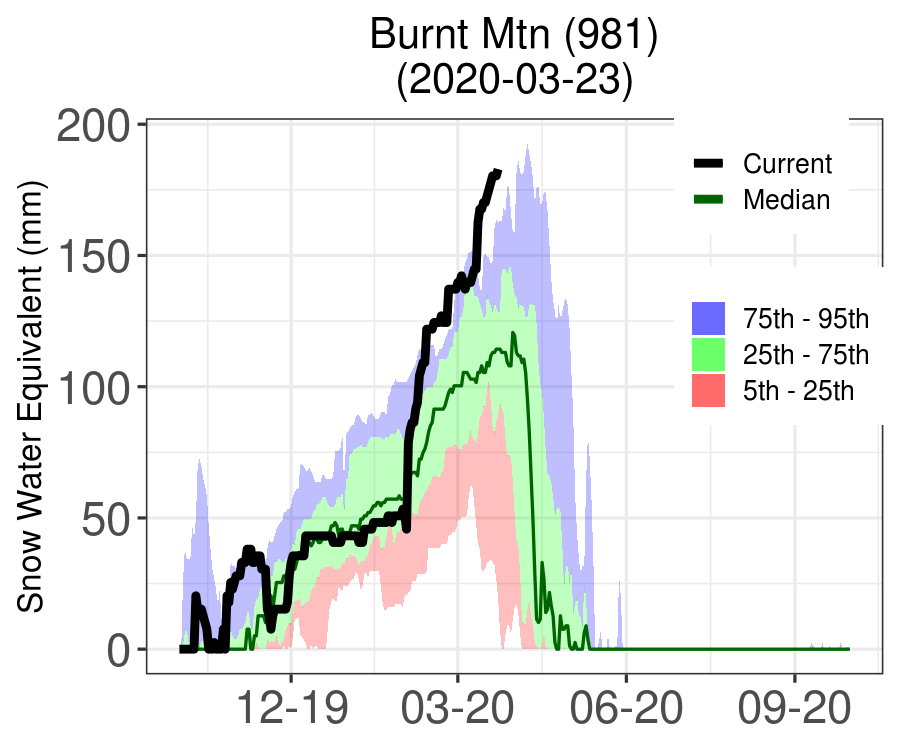 Burnt Mtn (981)
(2020-03-23)
Snow Water Equivalent (mm)
200
150
100
50
0
12-19
03-20
06-20
09-20
Current
Median
75th - 95th
25th - 75th
5th - 25th